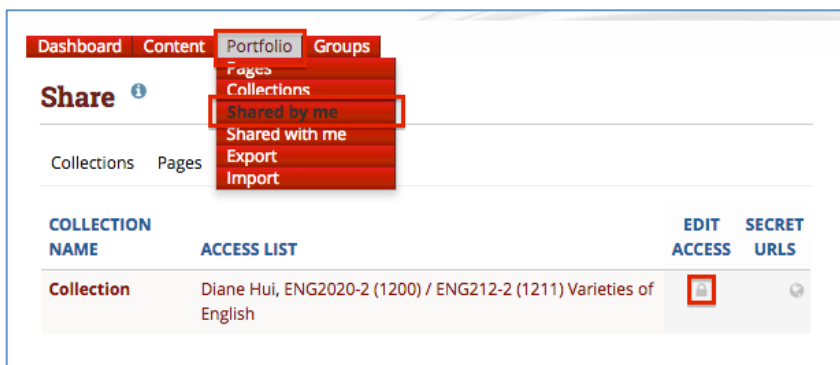 Dashboard Content Portfolio Groups
Pages
Share
Collections
Shared by me
Shared with me
Collections Pages
Export
Import
COLLECTION NAME ACCESS LIST EDIT ACCESS SECRET URLS
Collection Diane Hui, ENG2020-2 (1200) / ENG212-2 (1211) Varieties of
English